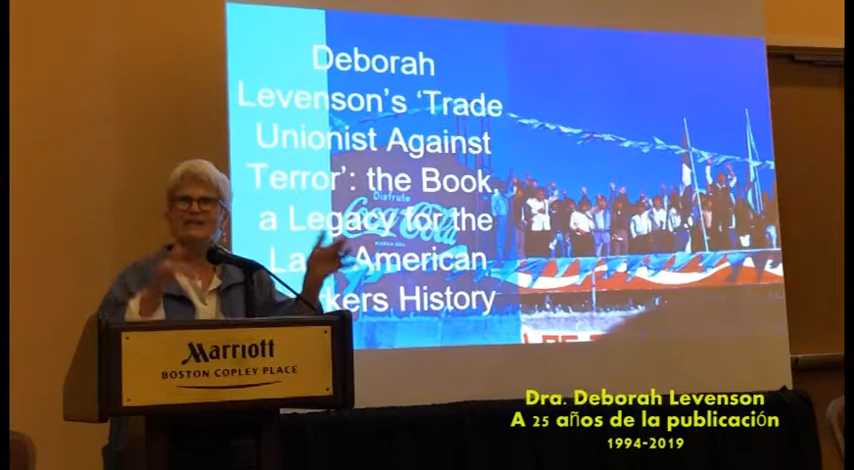 Deborah
Levenson's 'Trade
Unionist Against
Terror': the Book,
a Legacy for the
American
kers History
Disfrute
Coca-Cola
Marriott
BOSTON COPLEY PLACE
Dra. Deborah Levenson
A 25 años de la publicación
1994-2019